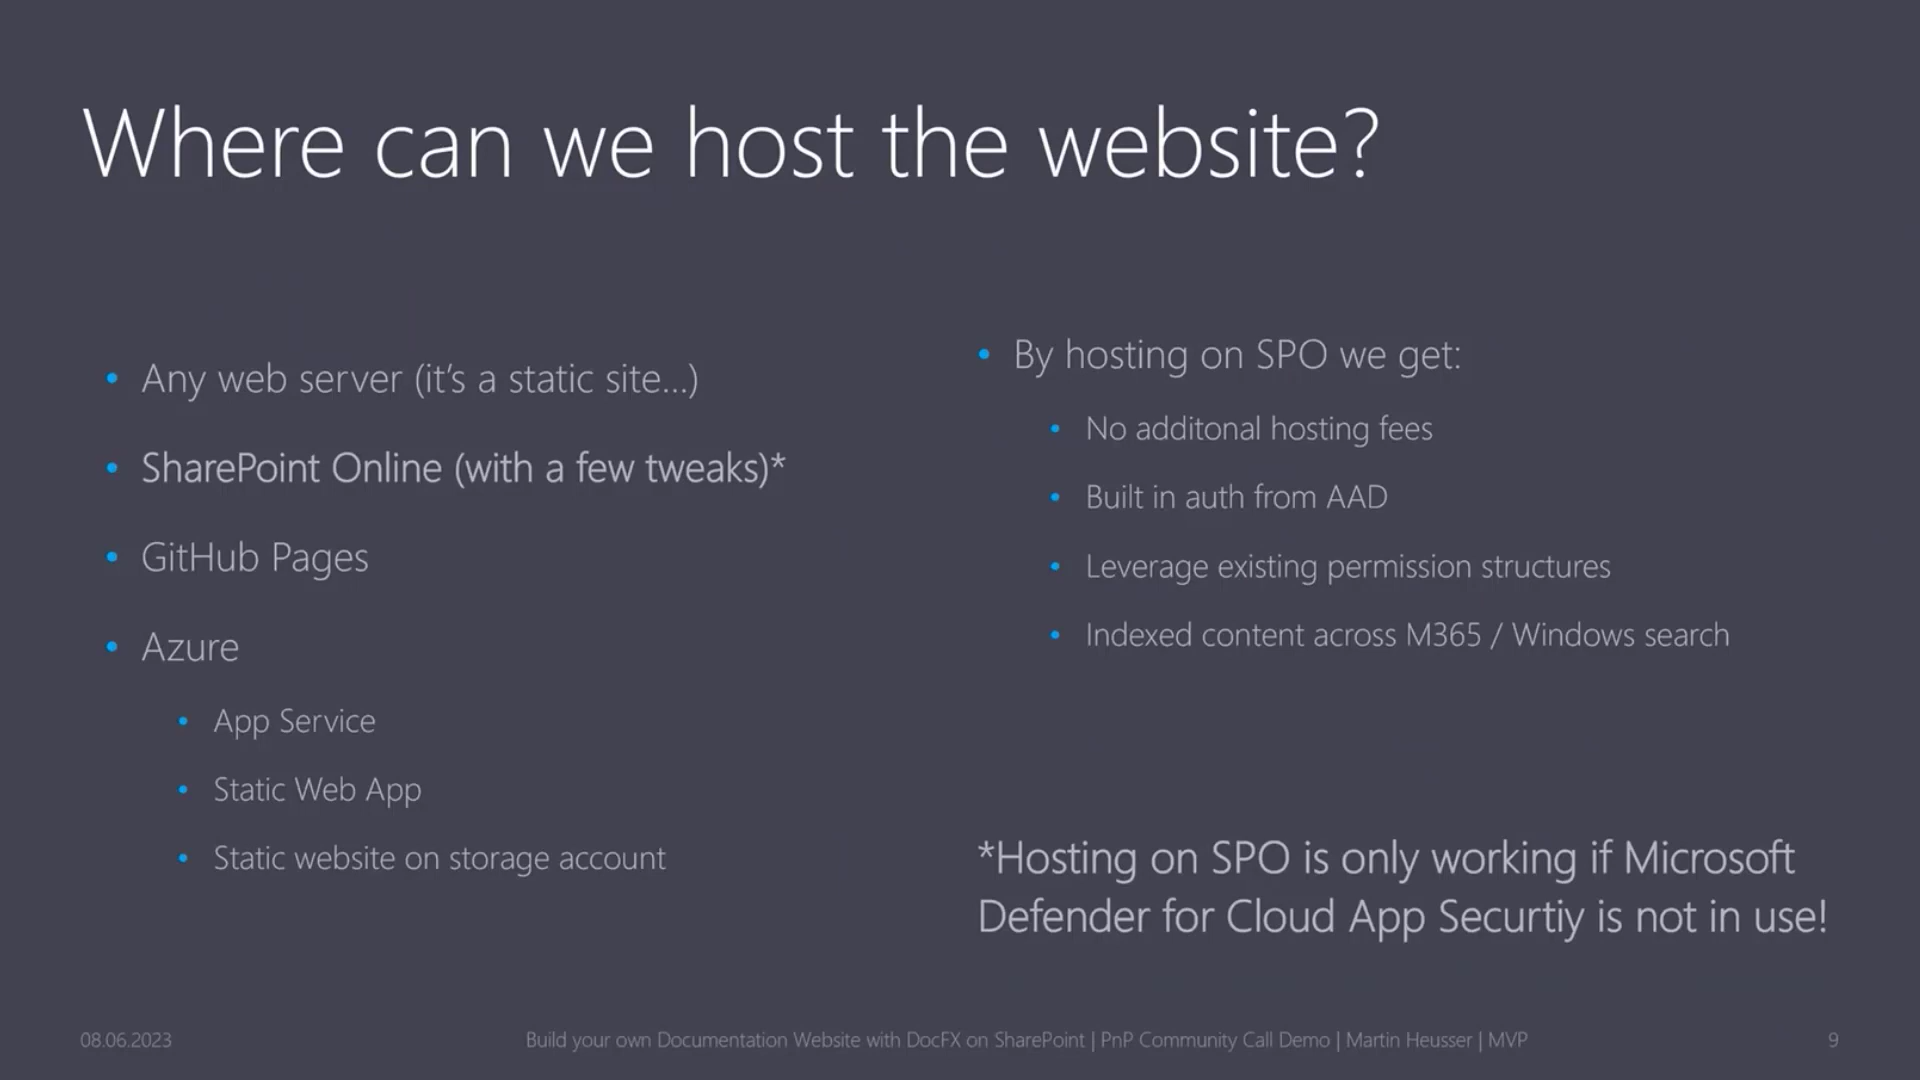 Where can we host the website?
Any web server (it's a static site...)
SharePoint Online (with a few tweaks)*
GitHub Pages
Azure
App Service
Static Web App
Static website on storage account
By hosting on SPO we get:
No additonal hosting fees
Built in auth from AAD
Leverage existing permission structures
Indexed content across M365 / Windows search
*Hosting on SPO is only working if Microsoft
Defender for Cloud App Securtiy is not in use!
08.06.2023
Build your own Documentation Website with DocFX on SharePoint | PnP Community Call Demo | Martin Heusser | MVP
9